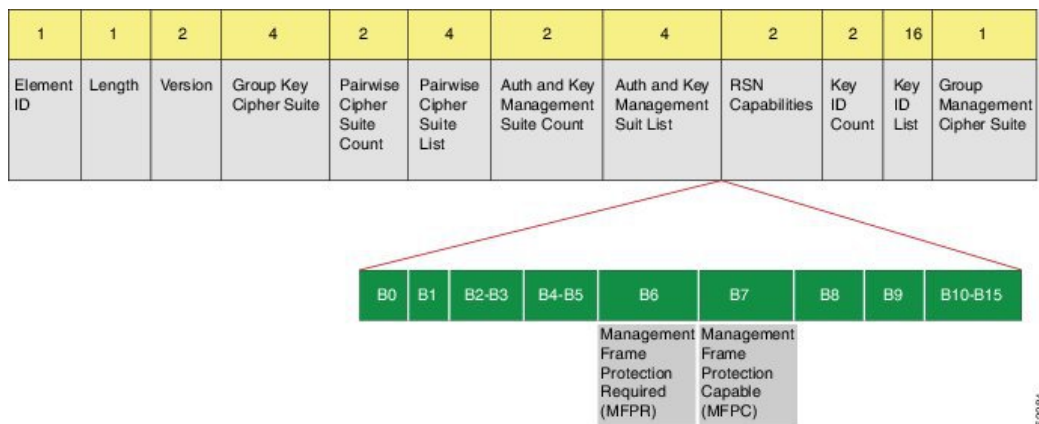 1 1 2 4 2 4 2 4 2 2 16 1
Element ID
Length
Version
Group Key
Cipher Suite
Pairwise
Cipher
Suite
Count
Pairwise
Cipher
Suite
List
Auth and Key
Management
Suite Count
Auth and Key
Management
Suit List
RSN
Capabilities
Key
ID
Count
Key
ID
List
Group
Management
Cipher Suite
B0 B1 B2-B3 B4-B5 B6 B7 B8 B9 B10-B15
Management
Frame
Protection
Required
(MFPR)
Management
Frame
Protection
Capable
(MFPC)